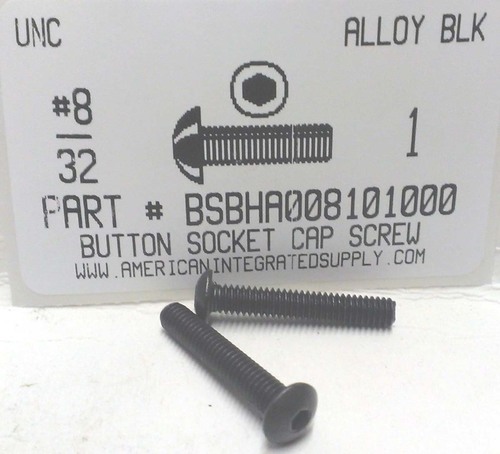 UNC
ALLOY BLK
#8
32
1
PART # BSBHA008101000
BUTTON SOCKET CAP SCREW
WWW.AMERICANINTEGRATEDSUPPLY.COM